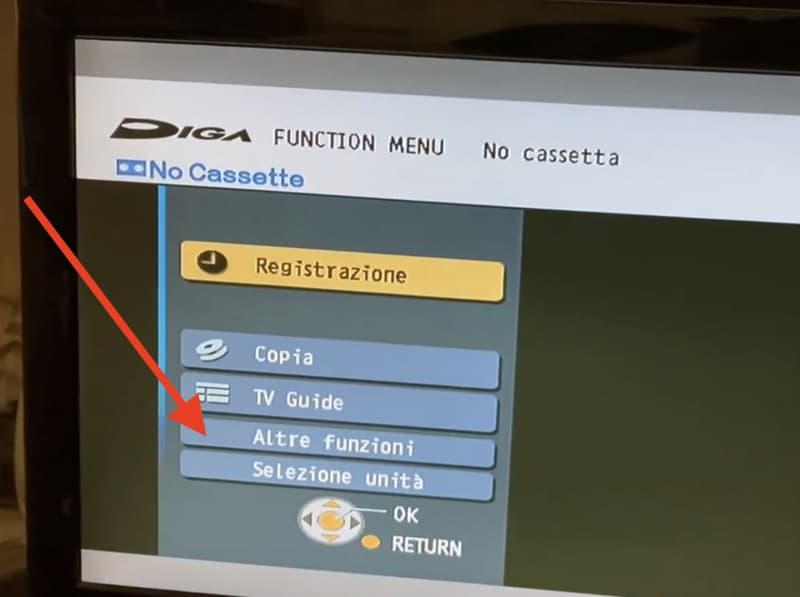 DIGA FUNCTION MENU No cassetta
No Cassette
Registrazione
Copia
TV Guide
Altre funzioni
Selezione unità
OK
RETURN